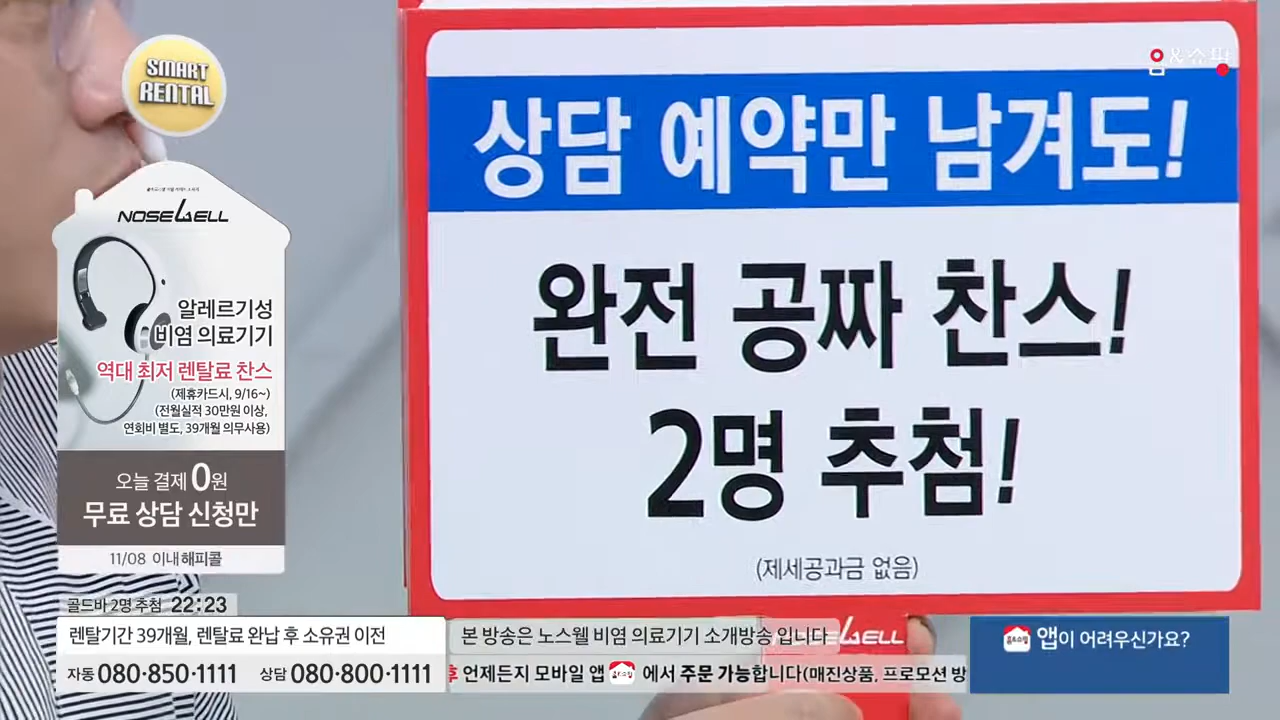 SMART
RENTAL
홈&쇼핑
상담 예약만 남겨도!
완전 공짜 찬스!
2명 추첨!
(제세공과금 없음)
NOSEWELL
알레르기성
비염 의료기기
역대 최저 렌탈료 찬스
(제휴카드시, 9/16~)
(전월실적 30만원 이상,
연회비 별도, 39개월 의무사용)
오늘 결제 0원
무료 상담 신청만
11/08 이내 해피콜
골드바 2명 추첨 22:23
렌탈기간 39개월, 렌탈료 완납 후 소유권 이전
자동 080·850·1111 상담 080·800·1111
본 방송은 노스웰 비염 의료기기 소개방송 입니다
후 언제든지 모바일 앱 홈&쇼핑 에서 주문 가능합니다(매진상품, 프로모션 방
홈&쇼핑 앱이 어려우신가요?